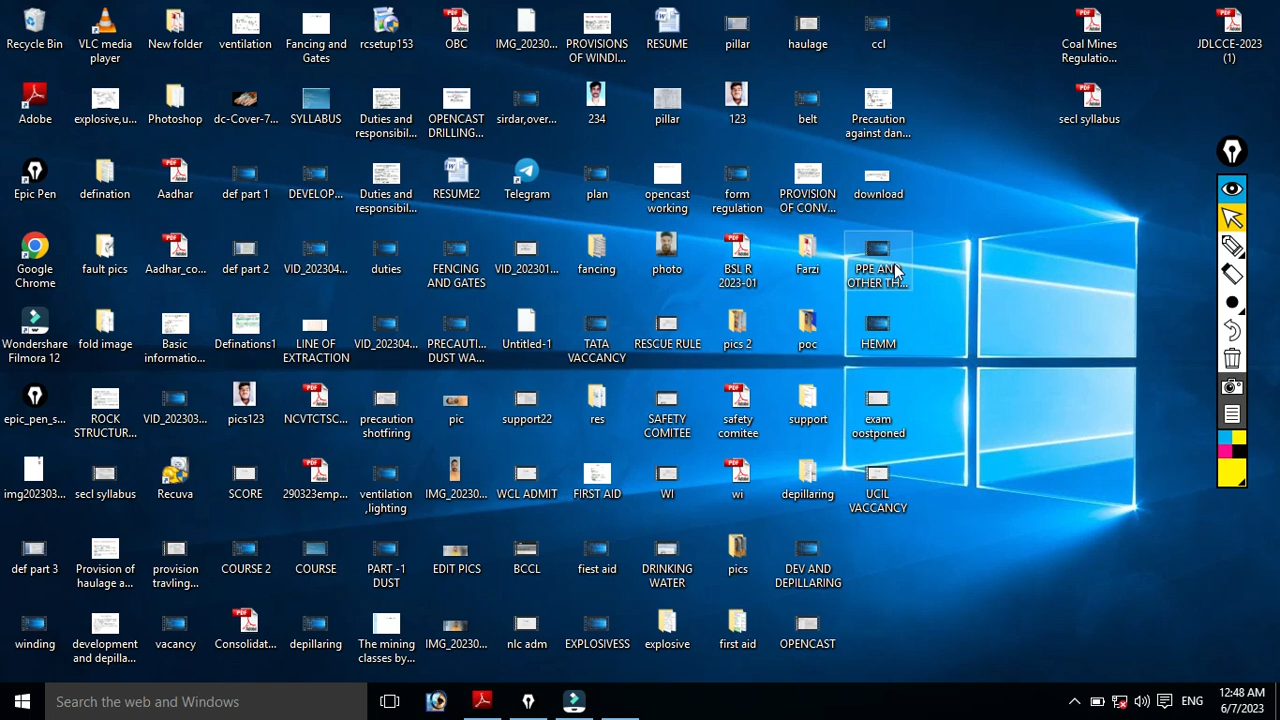 Recycle Bin
VLC media
player
New folder
ventilation
Fancing and
Gates
rcsetup153
OBC
IMG_20230...
PROVISIONS
OF WINDI...
RESUME
pillar
haulage
ccl
Coal Mines
Regulatio...
JDLCCE-2023
(1)
Adobe
explosive,u...
Photoshop
dc-Cover-7...
SYLLABUS
Duties and
responsibil...
OPENCAST
DRILLING...
sirdar,over...
234
pillar
123
belt
Precaution
against dan...
secl syllabus
Epic Pen
defination
Aadhar
def part 1
DEVELOP...
Duties and
responsibil...
RESUME2
Telegram
plan
opencast
working
form
regulation
PROVISION
OF CONV...
download
Google
Chrome
fault pics
Aadhar_co...
def part 2
VID_202304...
duties
FENCING
AND GATES
VID_202301...
fancing
photo
BSL R
2023-01
Farzi
PPE AN
OTHER TH...
Wondershare
Filmora 12
fold image
Basic
informatio...
Definations1
LINE OF
EXTRACTION
VID_202304...
PRECAUTI...
DUST WA...
Untitled-1
TATA
VACCANCY
RESCUE RULE
pics 2
poc
HEMM
epic_pen_s...
ROCK
STRUCTUR...
VID_202303...
pics123
NCVTCTSC...
precaution
shotfiring
pic
support22
res
SAFETY
COMITEE
safety
comitee
support
exam
oostponed
img202303...
secl syllabus
Recuva
SCORE
290323emp...
ventilation
,lighting
IMG_20230...
WCL ADMIT
FIRST AID
WI
wi
depillaring
UCIL
VACCANCY
def part 3
Provision of
haulage a...
provision
travling...
COURSE 2
COURSE
PART -1
DUST
EDIT PICS
BCCL
fiest aid
DRINKING
WATER
pics
DEV AND
DEPILLARING
winding
development
and depilla...
vacancy
Consolidat...
depillaring
The mining
classes by...
IMG_20230...
nlc adm
EXPLOSIVESS
explosive
first aid
OPENCAST
Search the web and Windows
ENG
12:48 AM
6/7/2023